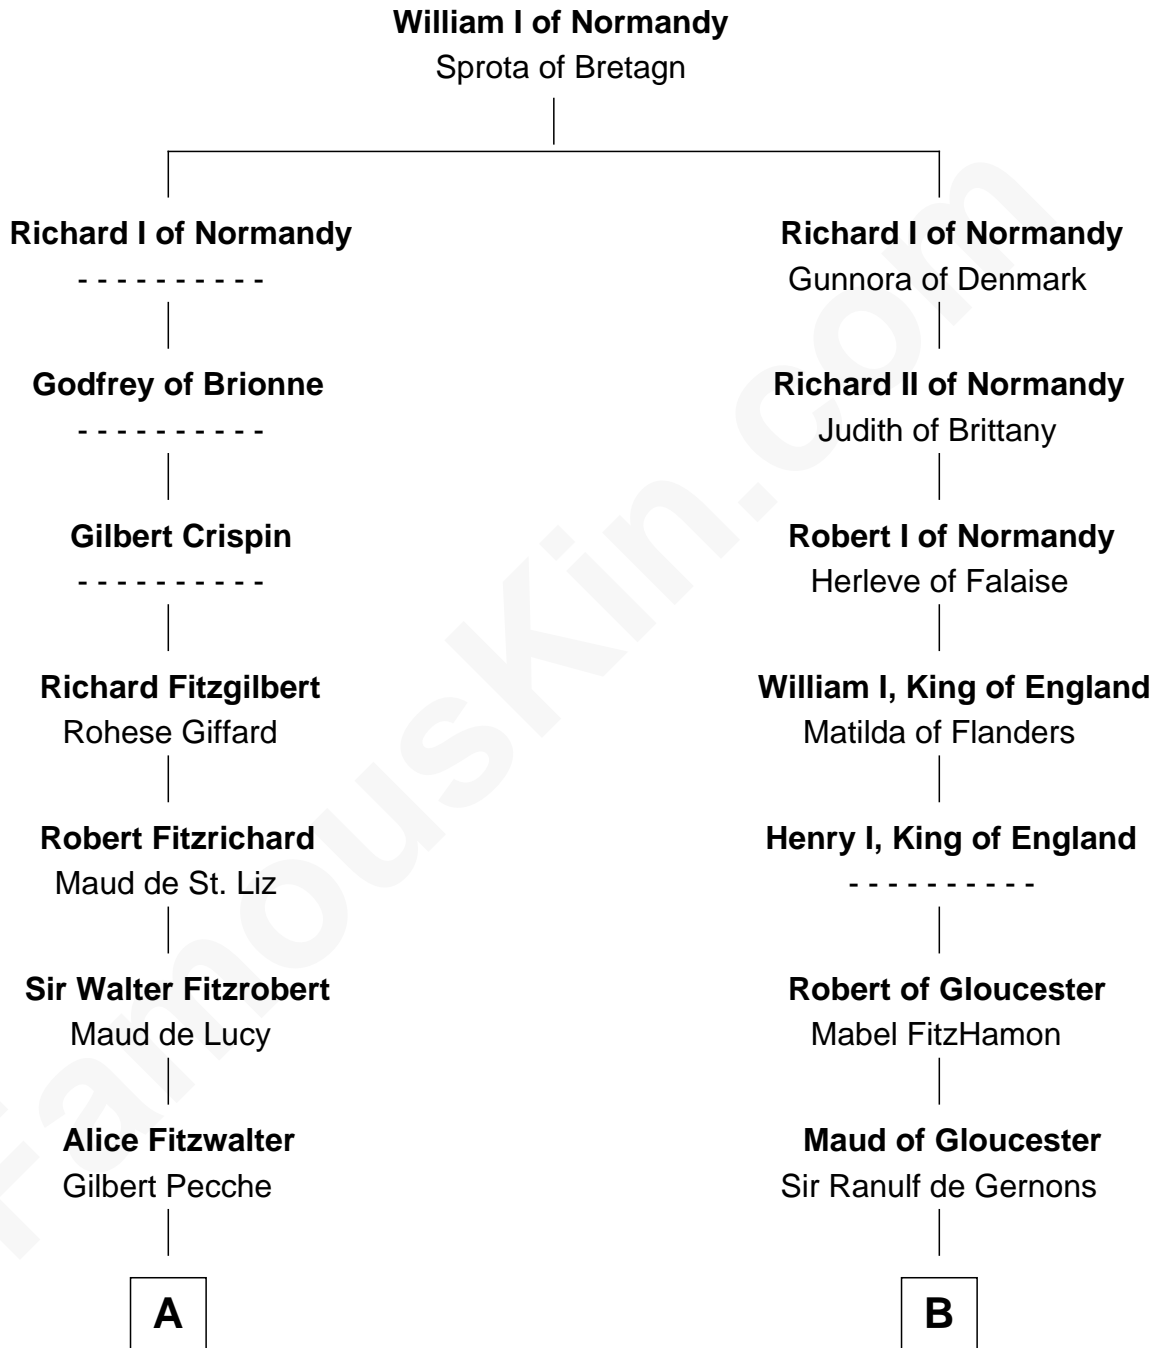 William I of Normandy
Sprota of Bretagn
Richard I of Normandy
- - - - - - - - - -
Godfrey of Brionne
- - - - - - - - - -
Gilbert Crispin
- - - - - - - - - -
Richard Fitzgilbert
Rohese Giffard
Robert Fitzrichard
Maud de St. Liz
Sir Walter Fitzrobert
Maud de Lucy
Alice Fitzwalter
Gilbert Pecche
A
Richard I of Normandy
Gunnora of Denmark
Richard II of Normandy
Judith of Brittany
Robert I of Normandy
Herleve of Falaise
William I, King of England
Matilda of Flanders
Henry I, King of England
- - - - - - - - - -
Robert of Gloucester
Mabel FitzHamon
Maud of Gloucester
Sir Ranulf de Gernons
B
FamousKin.com